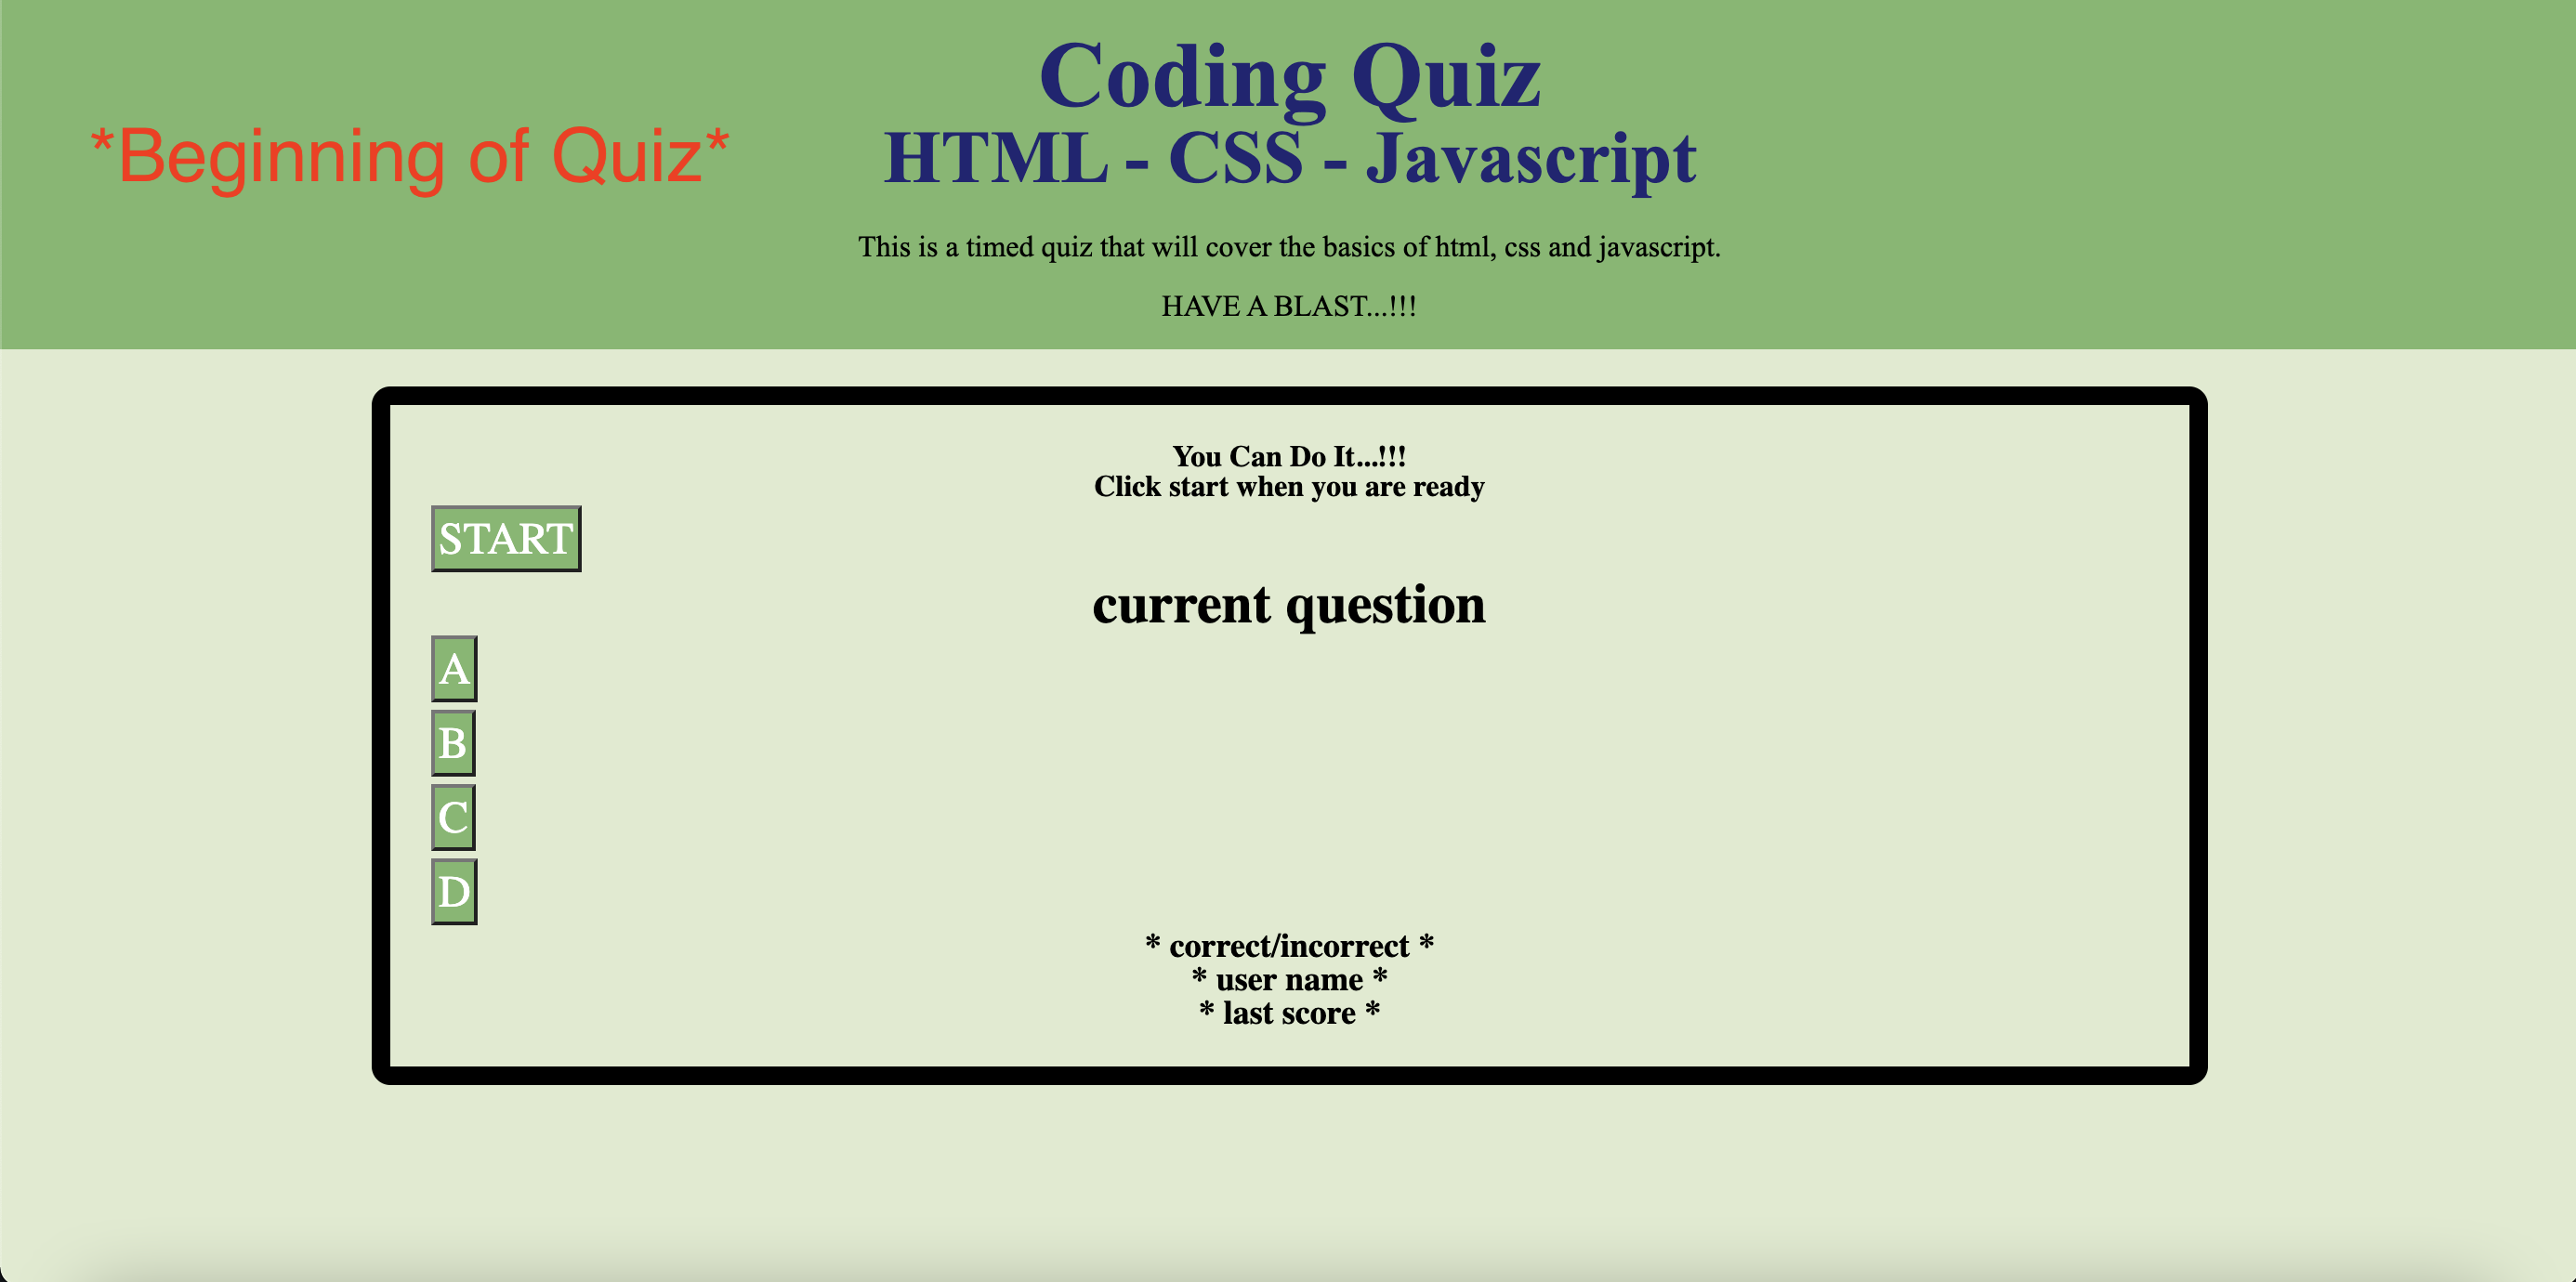 Coding Quiz
*Beginning of Quiz*
HTML - CSS - Javascript
This is a timed quiz that will cover the basics of html, css and javascript.
HAVE A BLAST...!!!
You Can Do It...!!!
Click start when you are ready
START
current question
A
B
C
D
* correct/incorrect *
* user name *
* last score *